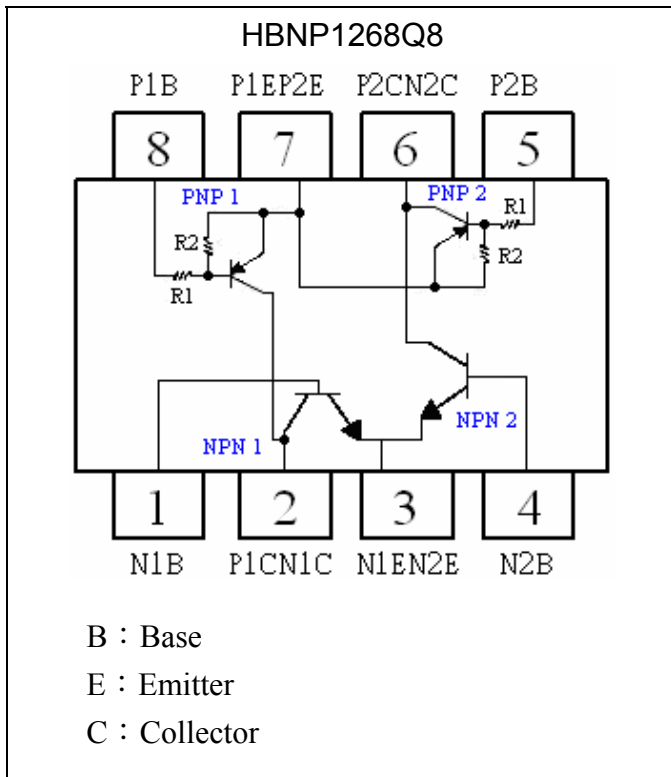 HBNP1268Q8
P1B P1EP2E P2CN2C P2B
8 7 6 5
PNP 1 PNP 2
R1
R2 R2
R1
NPN 2
NPN 1
1 2 3 4
N1B P1CN1C N1EN2E N2B
B：Base
E：Emitter
C：Collector